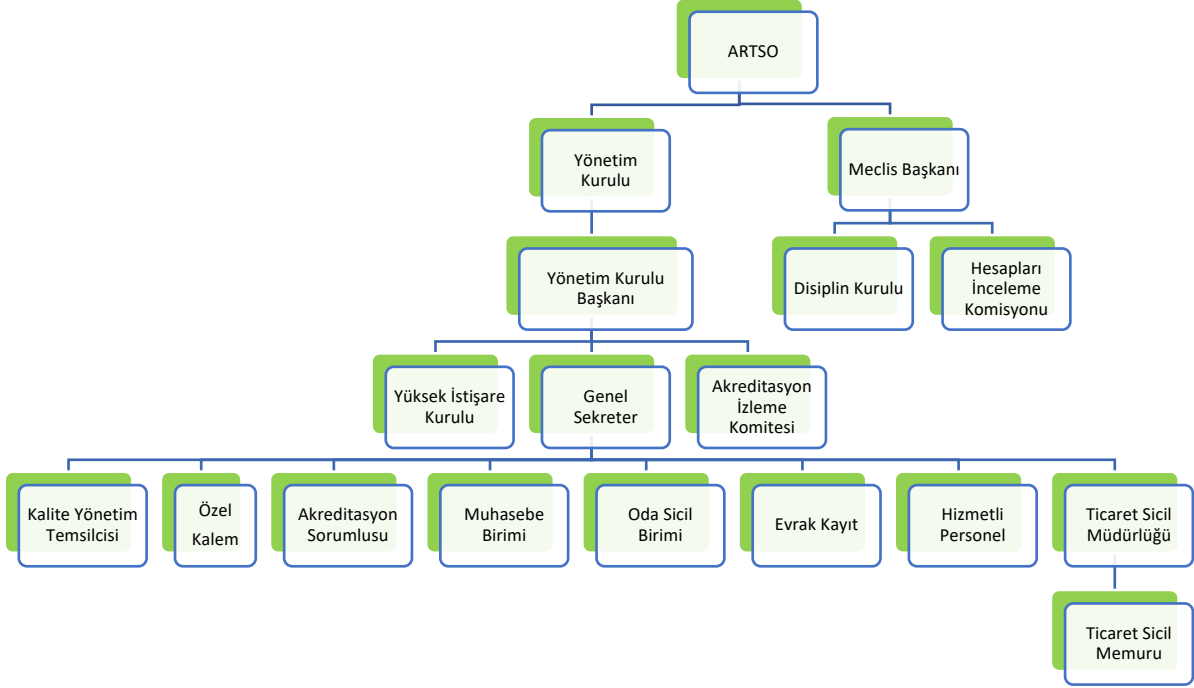 ARTSO
Yönetim
Kurulu
Meclis Başkanı
Yönetim Kurulu
Başkanı
Disiplin Kurulu
Hesapları
İnceleme
Komisyonu
Yüksek İstişare
Kurulu
Genel
Sekreter
Akreditasyon
İzleme
Komitesi
Kalite Yönetim
Temsilcisi
Özel
Kalem
Akreditasyon
Sorumlusu
Muhasebe
Birimi
Oda Sicil
Birimi
Evrak Kayıt
Hizmetli
Personel
Ticaret Sicil
Müdürlüğü
Ticaret Sicil
Memuru